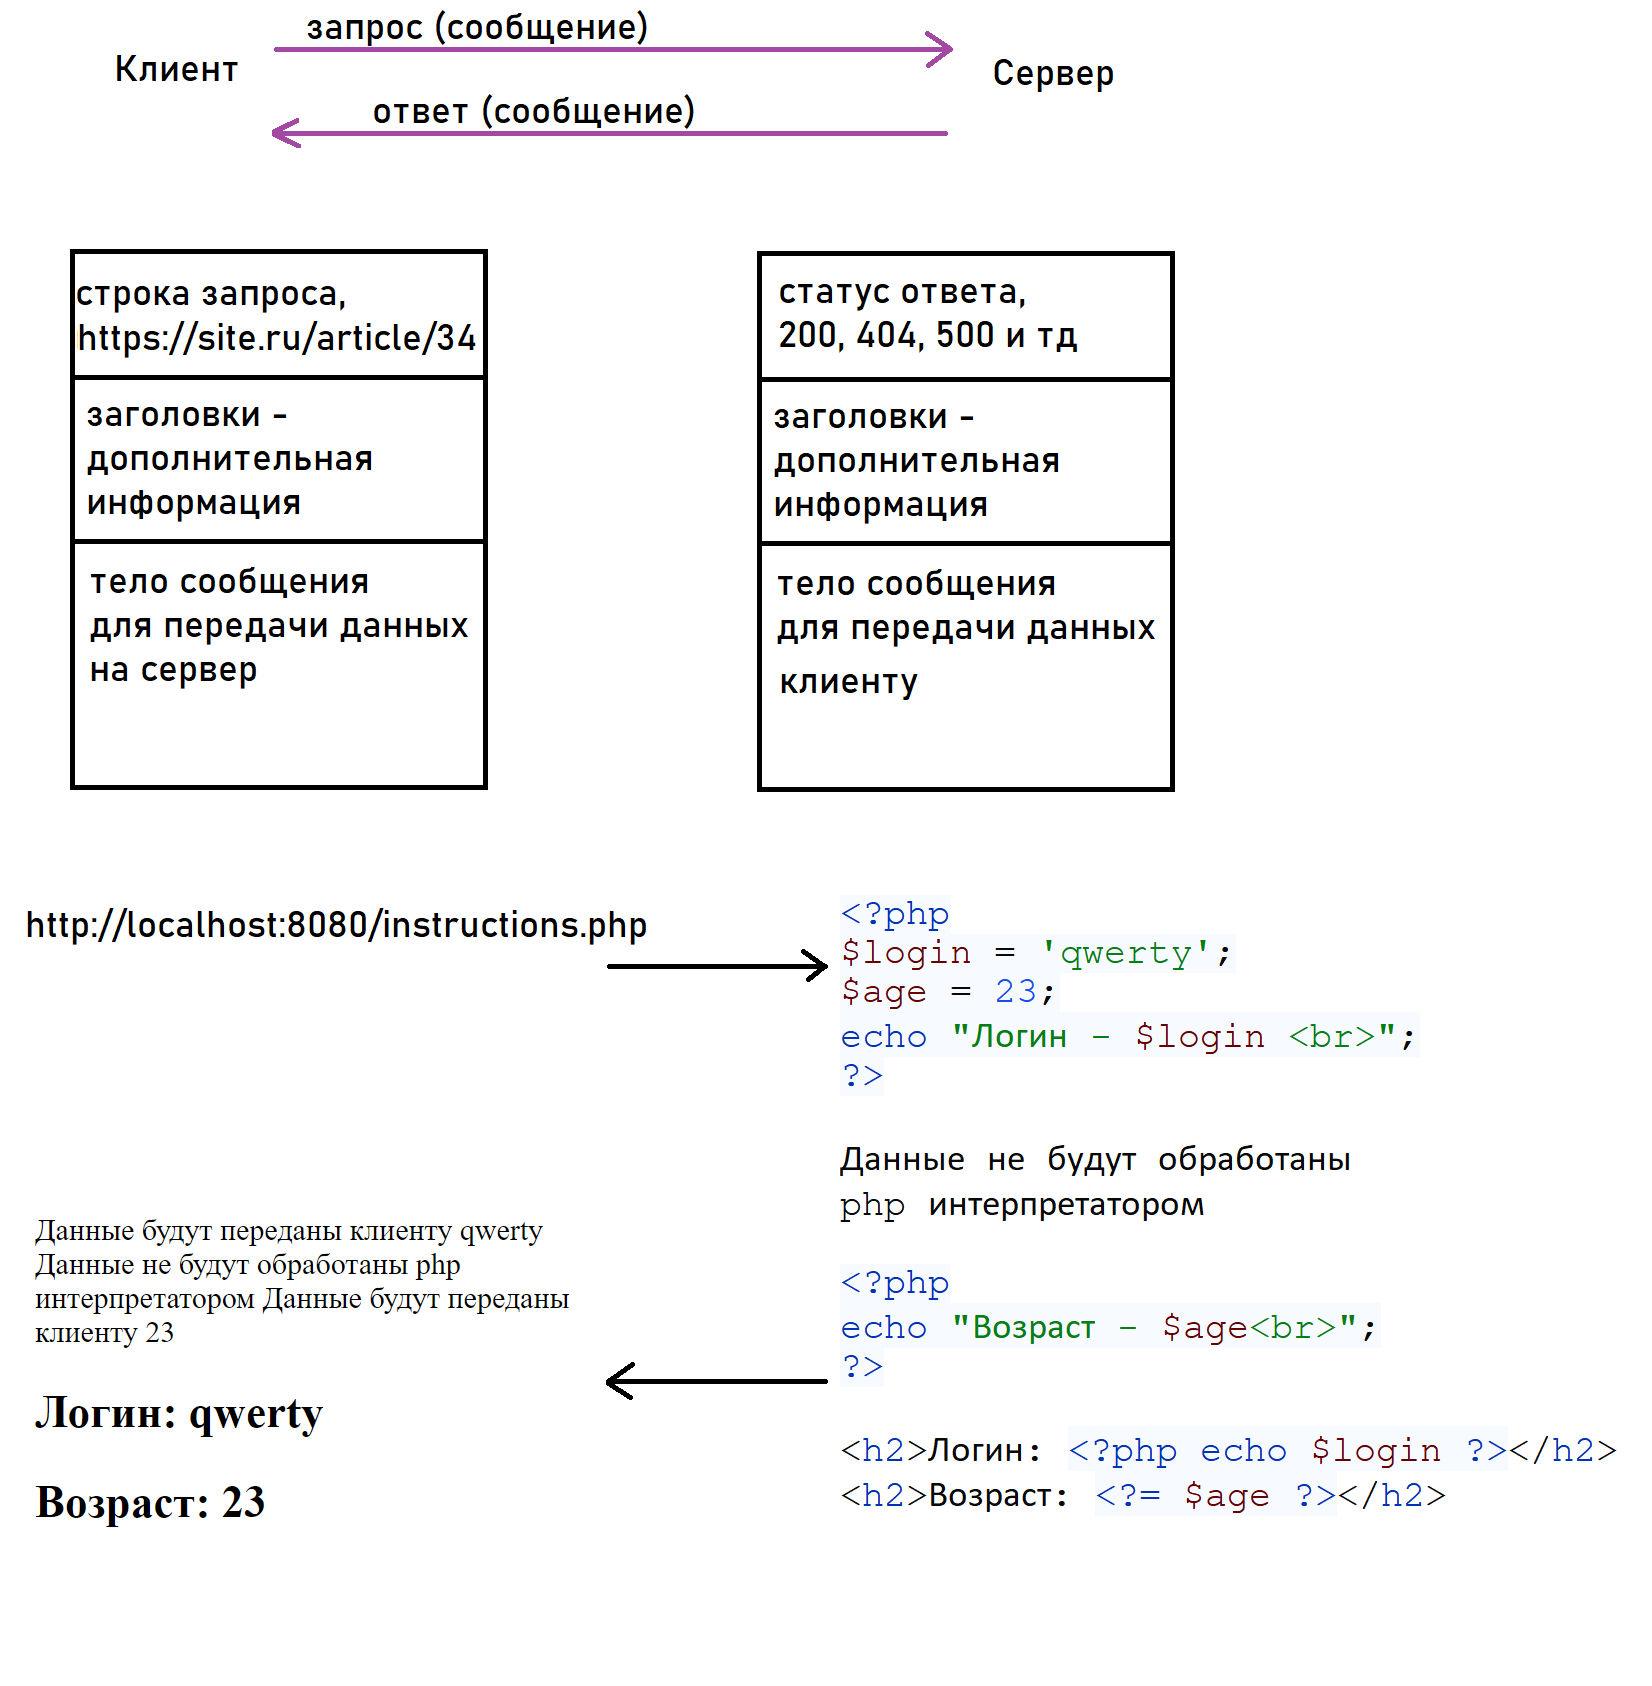 запрос (сообщение)
Клиент
Сервер
ответ (сообщение)
строка запроса,
https://site.ru/article/34
заголовки -
дополнительная
информация
тело сообщения
для передачи данных
на сервер
статус ответа,
200, 404, 500 и тд
заголовки -
дополнительная
информация
тело сообщения
для передачи данных
клиенту
http://localhost:8080/instructions.php
<?php
$login = 'qwerty';
$age = 23;
echo "Логин - $login <br>";
?>
Данные не будут обработаны
php интерпретатором
<?php
echo "Возраст - $age<br>";
?>
<h2>Логин: <?php echo $login ?></h2>
<h2>Возраст: <?= $age ?></h2>
Данные будут переданы клиенту qwerty
Данные не будут обработаны php
интерпретатором Данные будут переданы
клиенту 23
Логин: qwerty
Возраст: 23